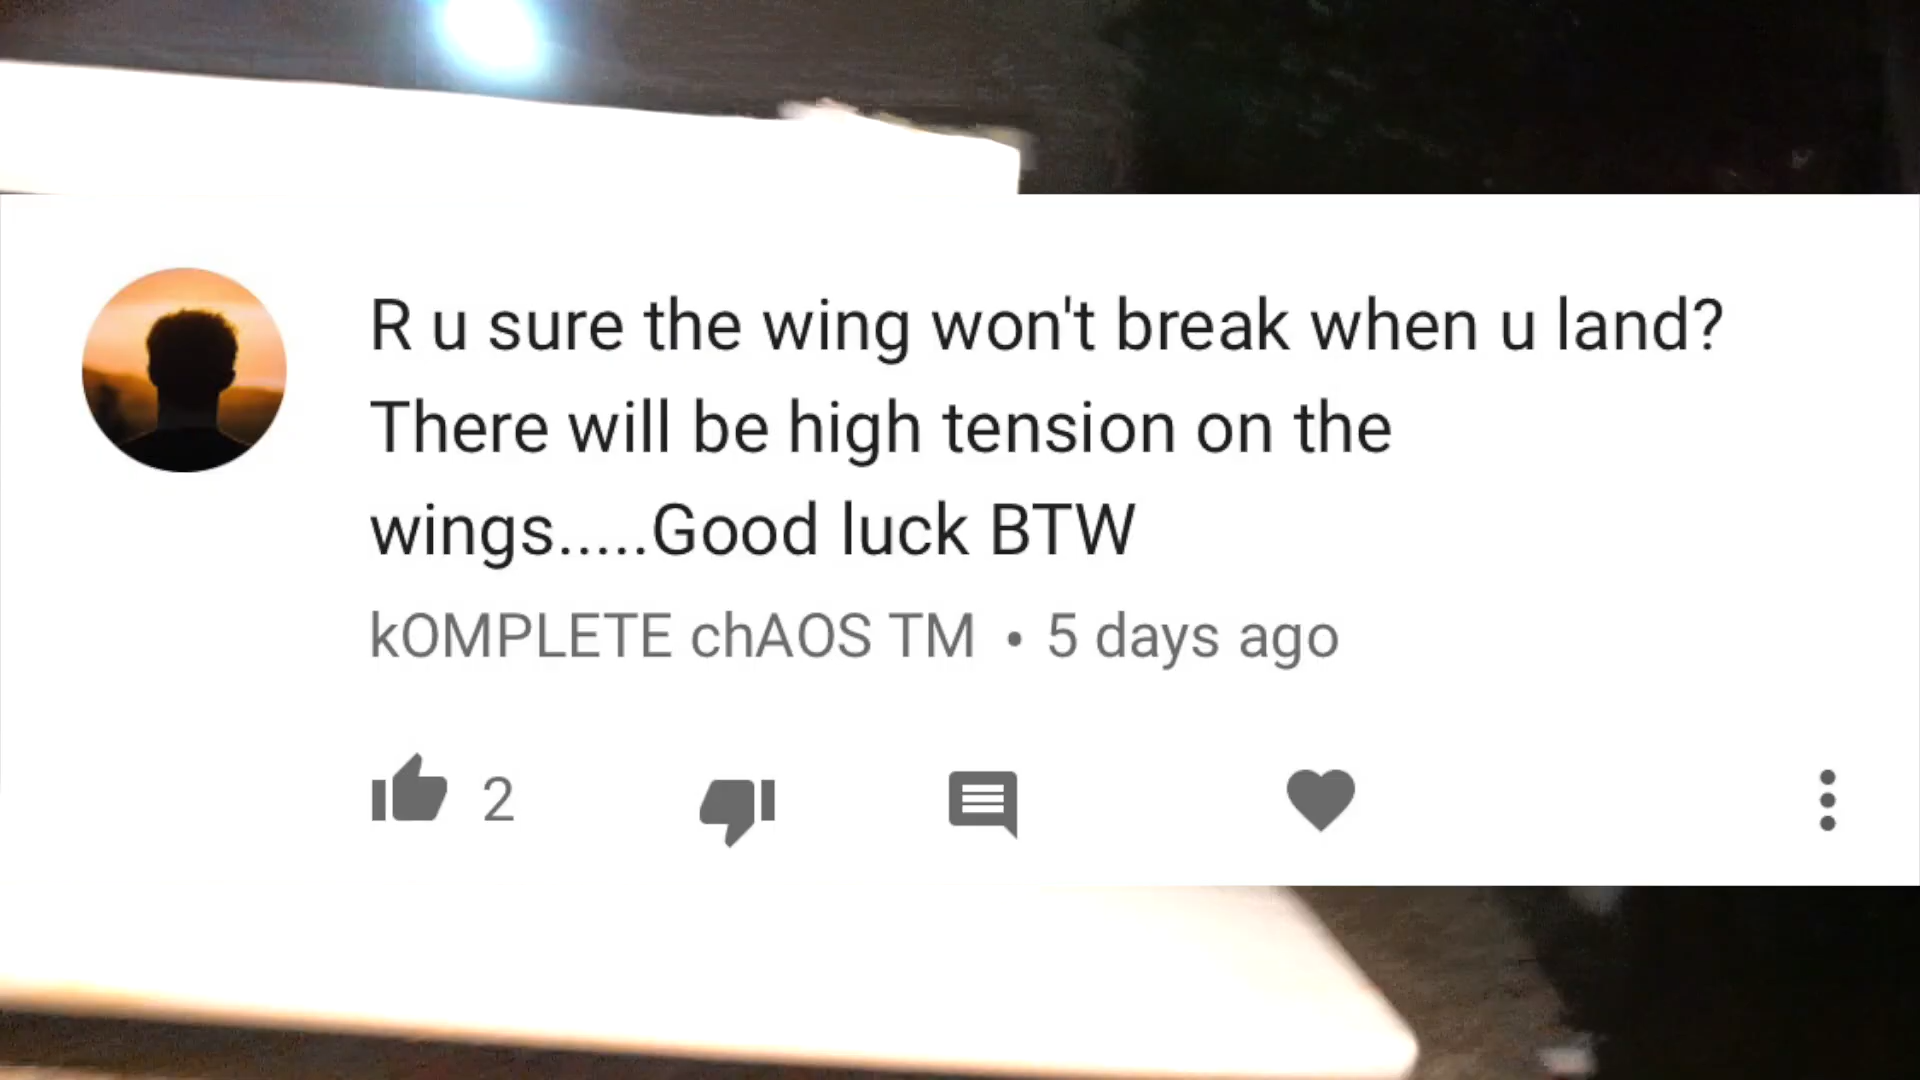 R u sure the wing won't break when u land?
There will be high tension on the
wings.....Good luck BTW
kOMPLETE chAOS TM • 5 days ago
2